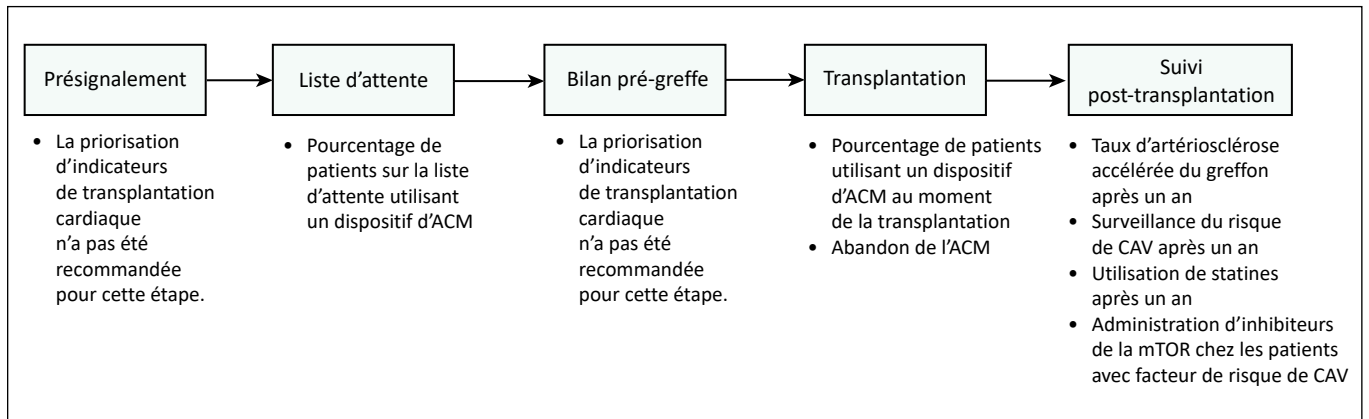 Présignalement
Liste d'attente
Bilan pré-greffe
Transplantation
Suivi
post-transplantation
• La priorisation
d'indicateurs
de transplantation
cardiaque
n'a pas été
recommandée
pour cette étape.
• Pourcentage de
patients sur la liste
d'attente utilisant
un dispositif d'ACM
• La priorisation
d'indicateurs
de transplantation
cardiaque
n'a pas été
recommandée
pour cette étape.
• Pourcentage de patients
utilisant un dispositif
d'ACM au moment
de la transplantation
• Abandon de l'ACM
• Taux d'artériosclérose
accélérée du greffon
après un an
• Surveillance du risque
de CAV après un an
• Utilisation de statines
après un an
• Administration d'inhibiteurs
de la mTOR chez les patients
avec facteur de risque de CAV